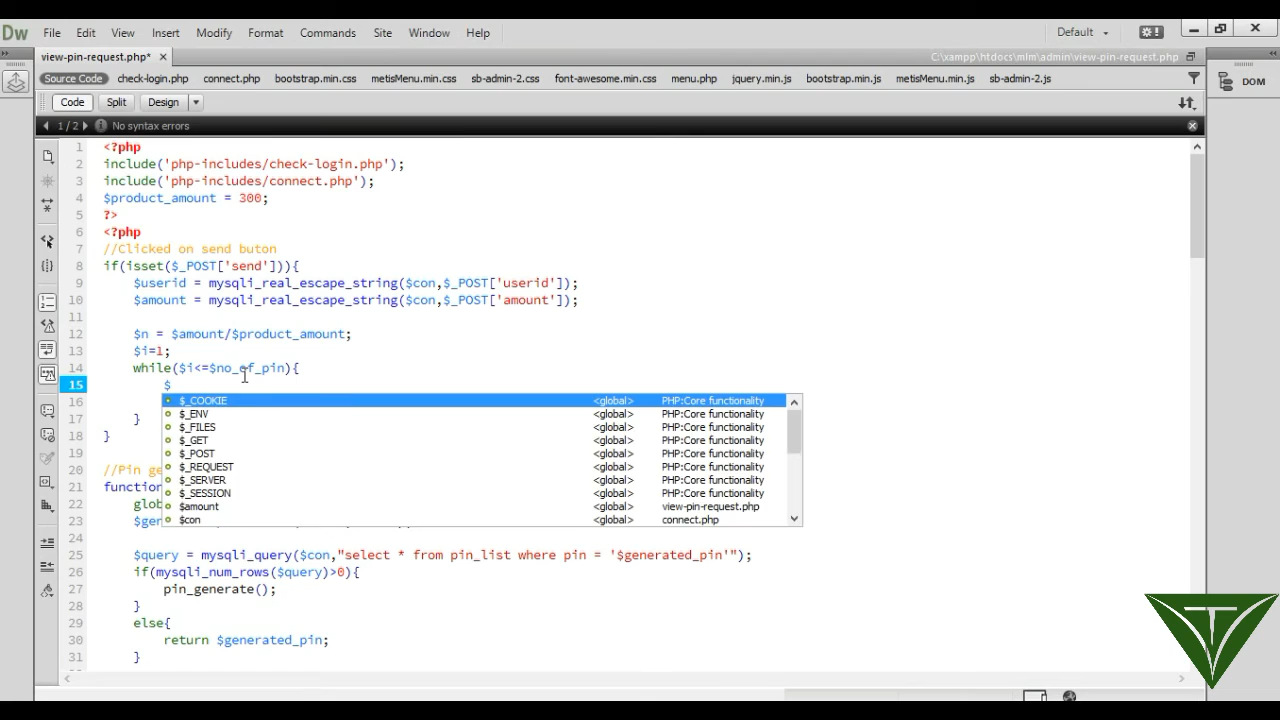 Dw File Edit View Insert Modify Format Commands Site Window Help Default
view-pin-request.php* C:\xampp\htdocs\mlm\admin\view-pin-request.php
Source Code check-login.php connect.php bootstrap.min.css metisMenu.min.css sb-admin-2.css font-awesome.min.css menu.php jquery.min.js bootstrap.min.js metisMenu.min.js sb-admin-2.js
DOM
Code Split Design
1 / 2 No syntax errors
1 <?php
2 include('php-includes/check-login.php');
3 include('php-includes/connect.php');
4 $product_amount = 300;
5 ?>
6 <?php
7 //Clicked on send buton
8 if(isset($_POST['send'])){
9 $userid = mysqli_real_escape_string($con,$_POST['userid']);
10 $amount = mysqli_real_escape_string($con,$_POST['amount']);
11
12 $n = $amount/$product_amount;
13 $i=1;
14 while($i<=$no_of_pin){
15 $
16
17 }
18 }
19
20 //Pin ge
21 function
22 glob
23 $gen
24
25 $query = mysqli_query($con,"select * from pin_list where pin = '$generated_pin'");
26 if(mysqli_num_rows($query)>0){
27 pin_generate();
28 }
29 else{
30 return $generated_pin;
31 }
$_COOKIE <global> PHP:Core functionality
$_ENV <global> PHP:Core functionality
$_FILES <global> PHP:Core functionality
$_GET <global> PHP:Core functionality
$_POST <global> PHP:Core functionality
$_REQUEST <global> PHP:Core functionality
$_SERVER <global> PHP:Core functionality
$_SESSION <global> PHP:Core functionality
$amount <global> view-pin-request.php
$con <global> connect.php